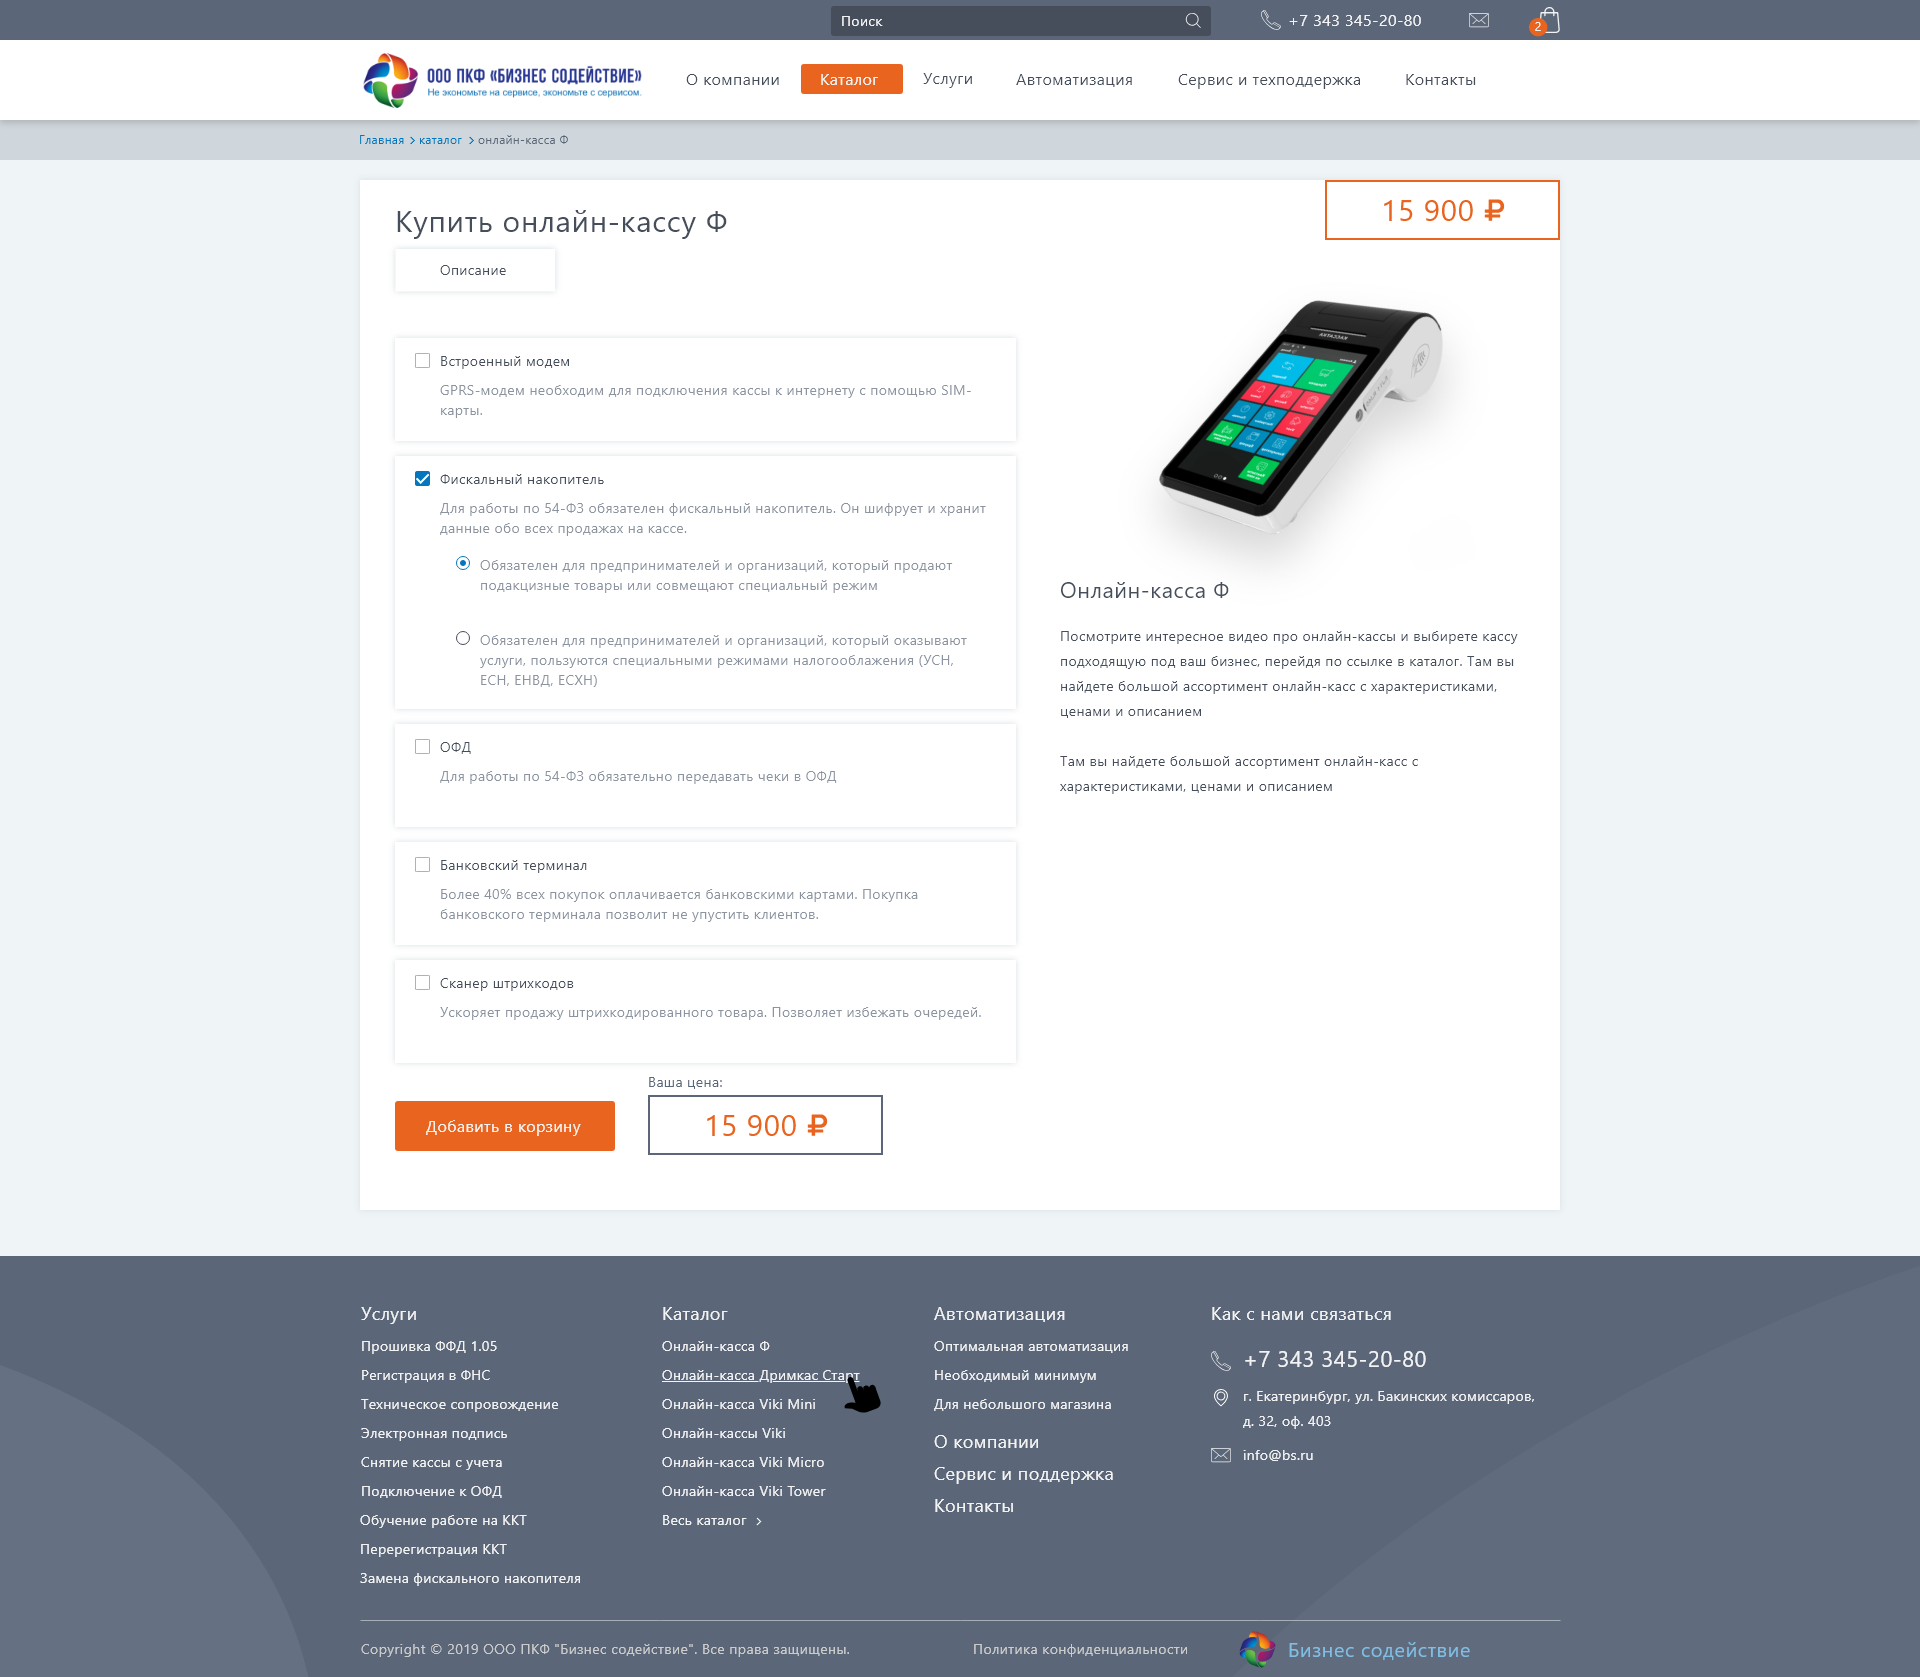 Поиск
+7 343 345-20-80
2
ООО ПКФ «БИЗНЕС СОДЕЙСТВИЕ»
Не экономьте на сервисе, экономьте с сервисом.
О компании
Каталог
Услуги
Автоматизация
Сервис и техподдержка
Контакты
Главная > каталог > онлайн-касса Ф
Купить онлайн-кассу Ф
15 900 ₽
Описание
Встроенный модем
GPRS-модем необходим для подключения кассы к интернету с помощью SIM-
карты.
Фискальный накопитель
Для работы по 54-ФЗ обязателен фискальный накопитель. Он шифрует и хранит
данные обо всех продажах на кассе.
Обязателен для предпринимателей и организаций, который продают
подакцизные товары или совмещают специальный режим
Обязателен для предпринимателей и организаций, который оказывают
услуги, пользуются специальными режимами налогооблажения (УСН,
ЕСН, ЕНВД, ЕСХН)
ОФД
Для работы по 54-ФЗ обязательно передавать чеки в ОФД
Банковский терминал
Более 40% всех покупок оплачивается банковскими картами. Покупка
банковского терминала позволит не упустить клиентов.
Сканер штрихкодов
Ускоряет продажу штрихкодированного товара. Позволяет избежать очередей.
Добавить в корзину
Ваша цена:
15 900 ₽
Онлайн-касса Ф
Посмотрите интересное видео про онлайн-кассы и выбирете кассу
подходящую под ваш бизнес, перейдя по ссылке в каталог. Там вы
найдете большой ассортимент онлайн-касс с характеристиками,
ценами и описанием
Там вы найдете большой ассортимент онлайн-касс с
характеристиками, ценами и описанием
Услуги
Прошивка ФФД 1.05
Регистрация в ФНС
Техническое сопровождение
Электронная подпись
Снятие кассы с учета
Подключение к ОФД
Обучение работе на ККТ
Перерегистрация ККТ
Замена фискального накопителя
Каталог
Онлайн-касса Ф
Онлайн-касса Дримкас Старт
Онлайн-касса Viki Mini
Онлайн-кассы Viki
Онлайн-касса Viki Micro
Онлайн-касса Viki Tower
Весь каталог >
Автоматизация
Оптимальная автоматизация
Необходимый минимум
Для небольшого магазина
О компании
Сервис и поддержка
Контакты
Как с нами связаться
+7 343 345-20-80
г. Екатеринбург, ул. Бакинских комиссаров,
д. 32, оф. 403
info@bs.ru
Copyright © 2019 ООО ПКФ "Бизнес содействие". Все права защищены.
Политика конфиденциальности
Бизнес содействие